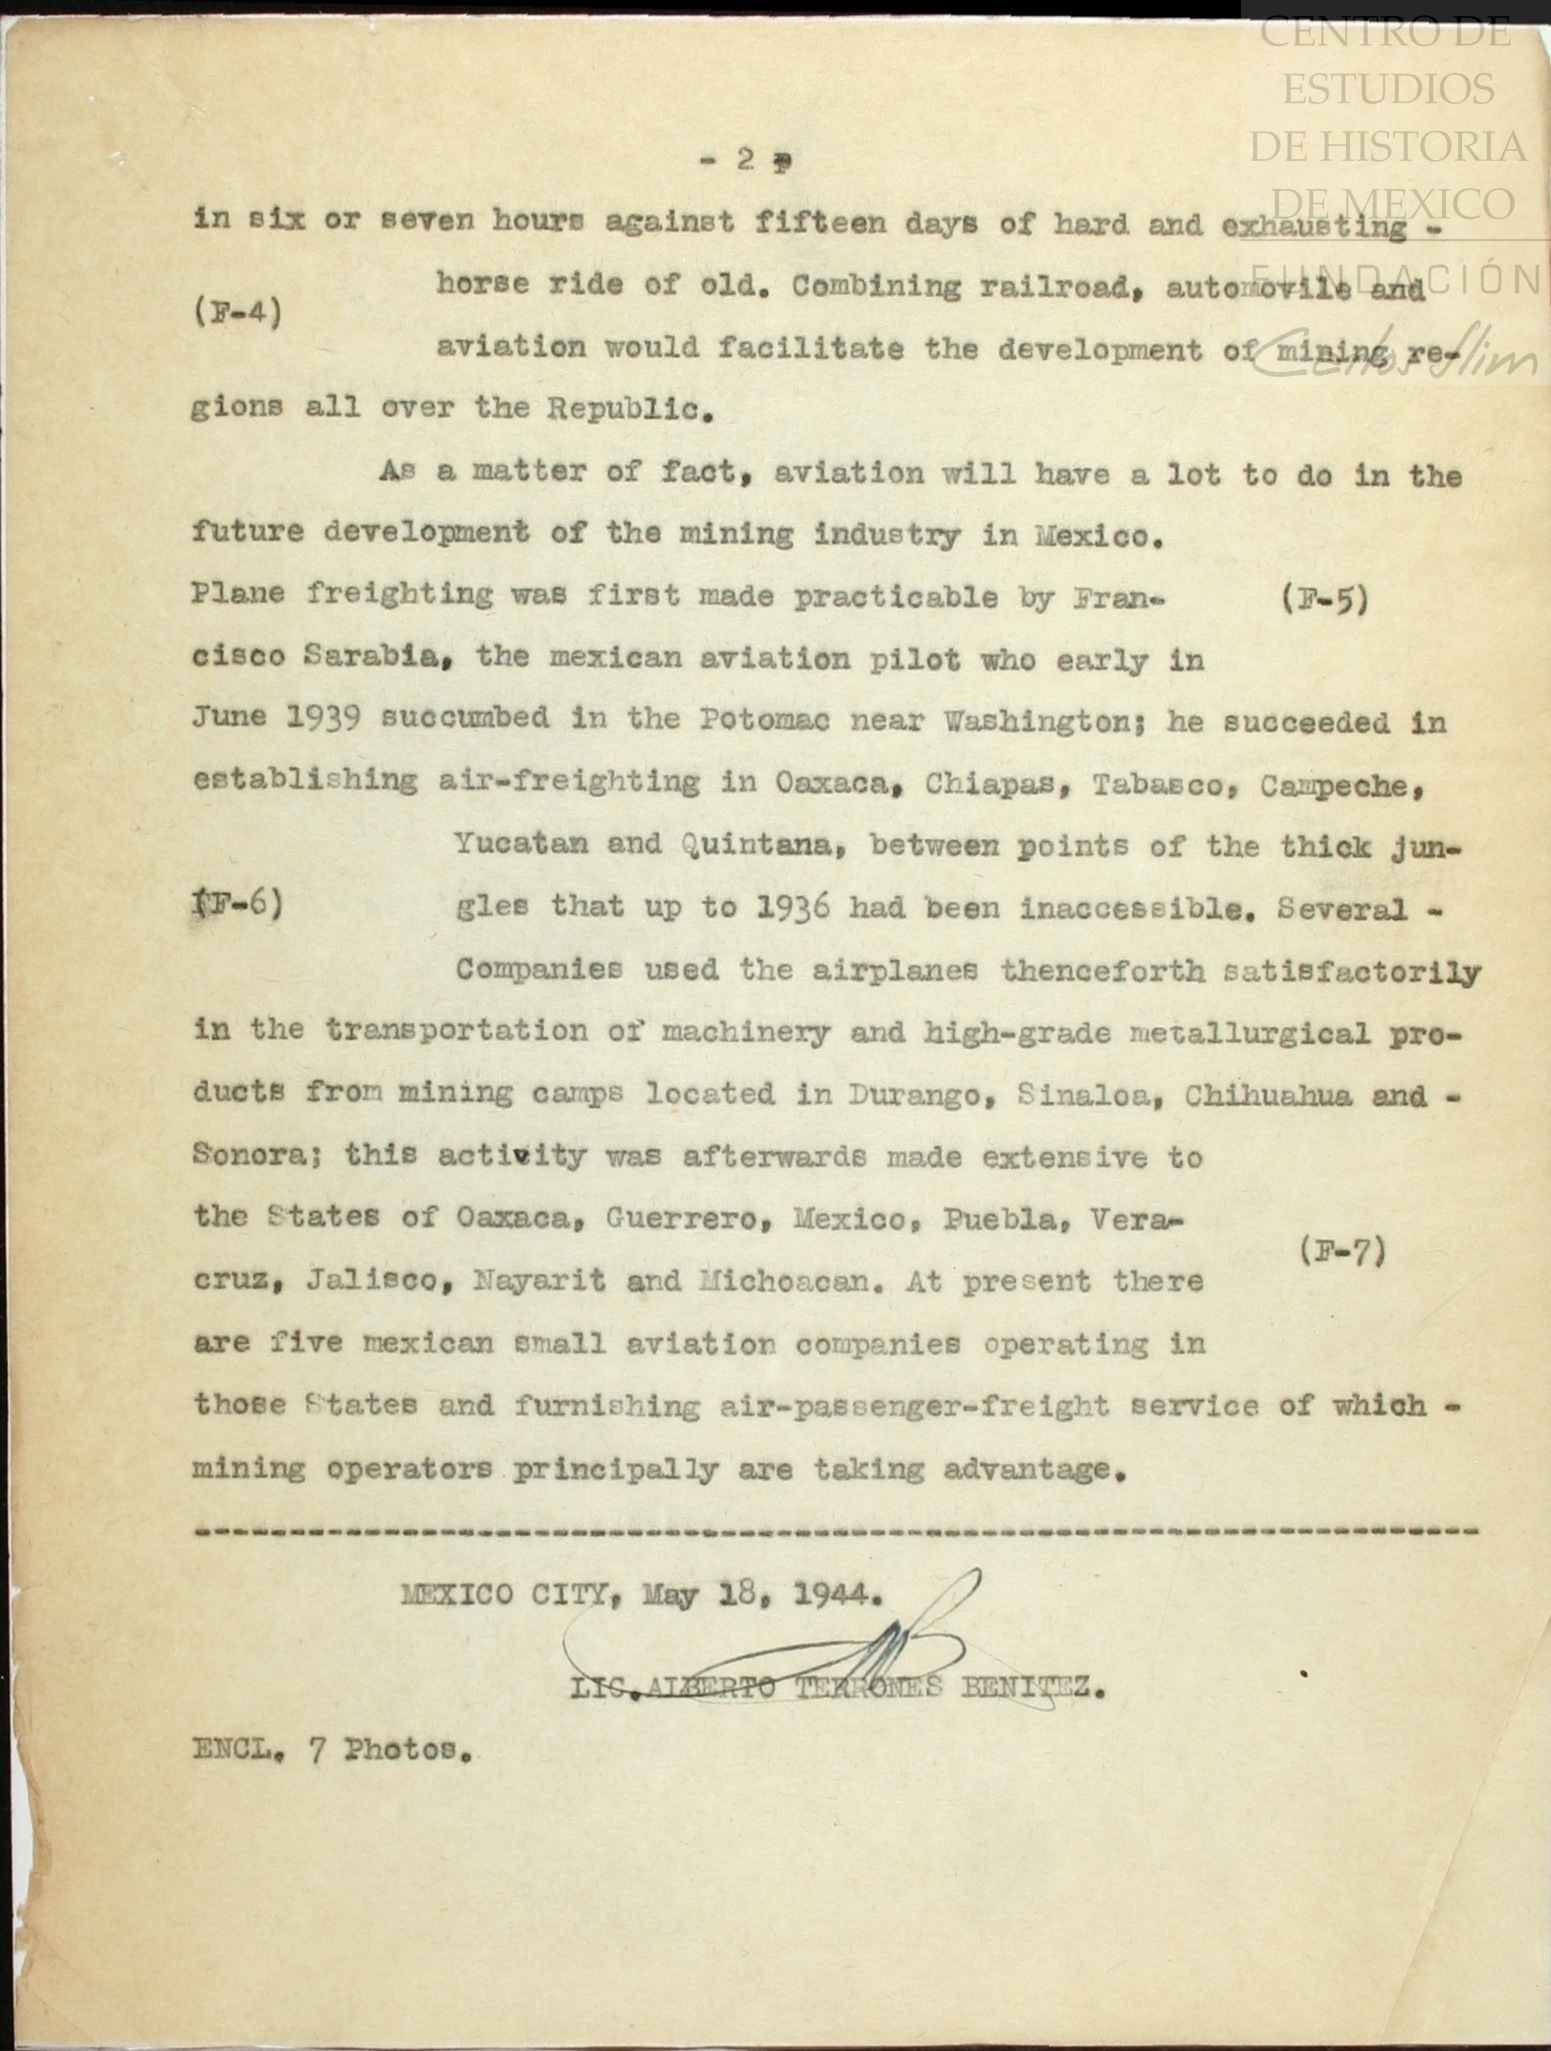 CENTRO DE
ESTUDIOS
DE HISTORIA
DE MEXICO
FUNDACIÓN
Carlos Slim
- 2 -
in six or seven hours against fifteen days of hard and exhausting -
horse ride of old. Combining railroad, automovile and
(F-4)
aviation would facilitate the development of mining re-
gions all over the Republic.
As a matter of fact, aviation will have a lot to do in the
future development of the mining industry in Mexico.
Plane freighting was first made practicable by Fran- (F-5)
cisco Sarabia, the mexican aviation pilot who early in
June 1939 succumbed in the Potomac near Washington; he succeeded in
establishing air-freighting in Oaxaca, Chiapas, Tabasco, Campeche,
Yucatan and Quintana, between points of the thick jun-
(F-6) gles that up to 1936 had been inaccessible. Several -
Companies used the airplanes thenceforth satisfactorily
in the transportation of machinery and high-grade metallurgical pro-
ducts from mining camps located in Durango, Sinaloa, Chihuahua and -
Sonora; this activity was afterwards made extensive to
the States of Oaxaca, Guerrero, Mexico, Puebla, Vera-
(F-7)
cruz, Jalisco, Nayarit and Michoacan. At present there
are five mexican small aviation companies operating in
those States and furnishing air-passenger-freight service of which -
mining operators principally are taking advantage.
MEXICO CITY, May 18, 1944.
LIC. ALBERTO TERRONES BENITEZ.
ENCL. 7 Photos.